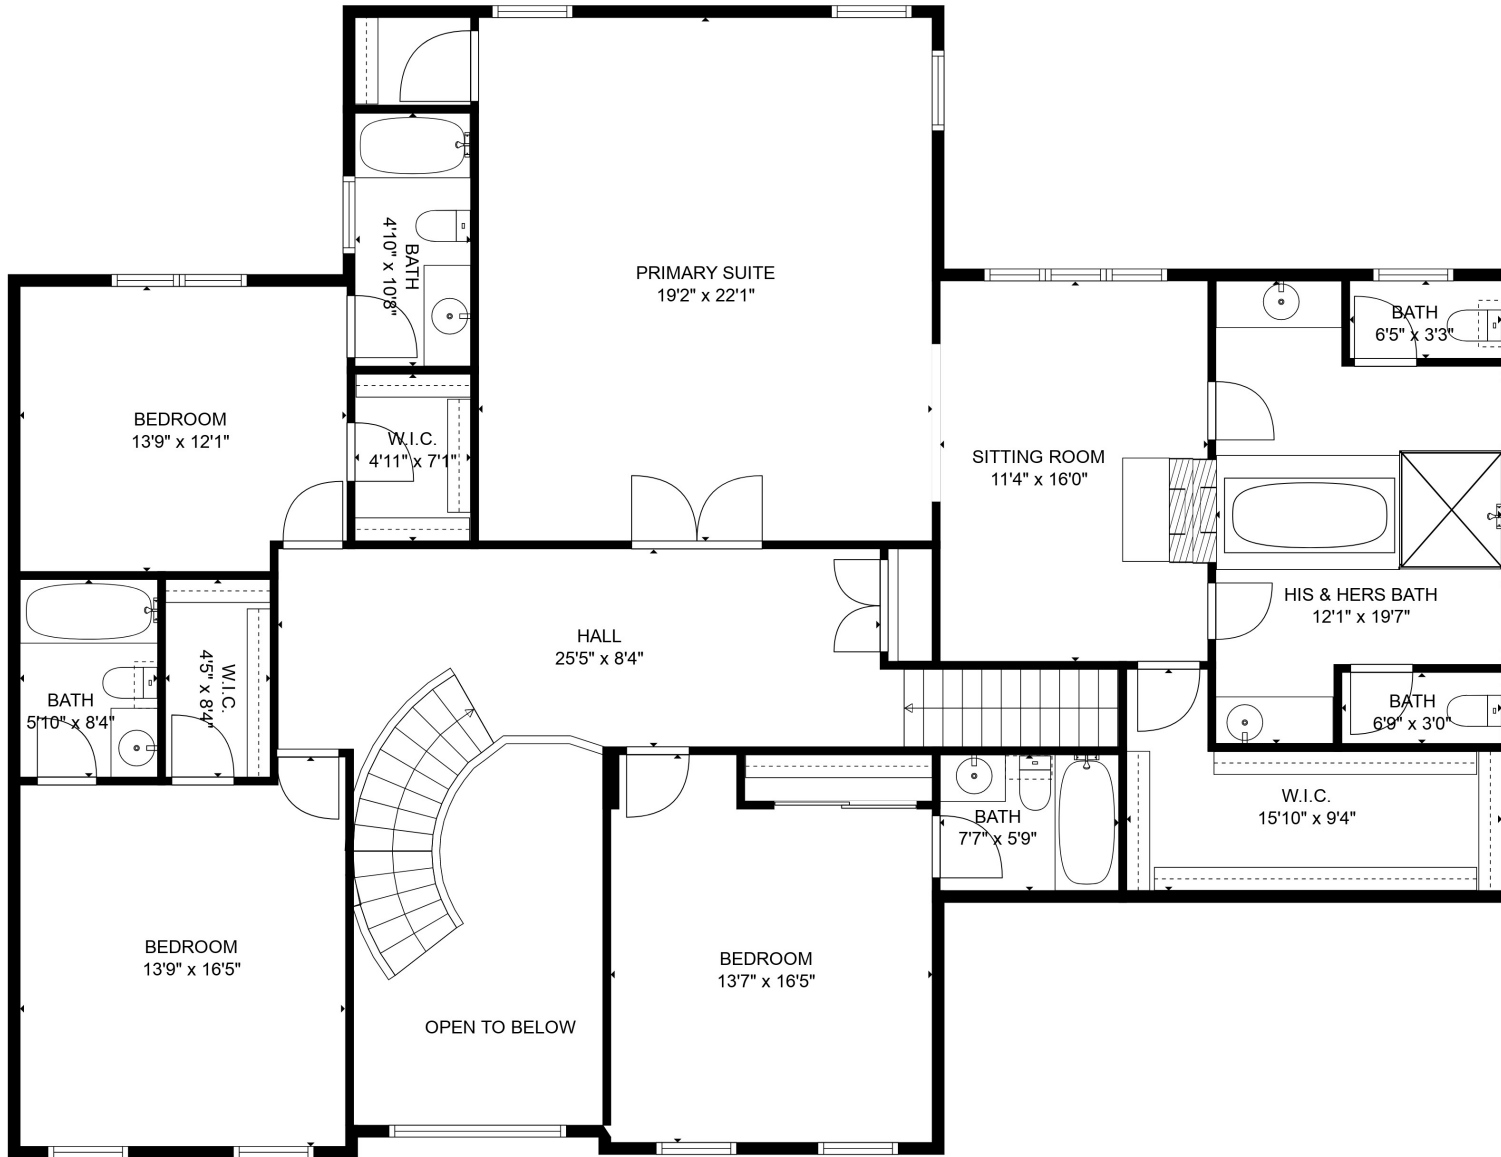 PRIMARY SUITE
19'2" x 22'1"
BATH
4'10" x 10'8"
BATH
6'5" x 3'3"
BEDROOM
13'9" x 12'1"
W.I.C.
4'11" x 7'1"
SITTING ROOM
11'4" x 16'0"
HIS & HERS BATH
12'1" x 19'7"
HALL
25'5" x 8'4"
W.I.C.
4'5" x 8'4"
BATH
5'10" x 8'4"
BATH
6'9" x 3'0"
W.I.C.
15'10" x 9'4"
BATH
7'7" x 5'9"
BEDROOM
13'9" x 16'5"
BEDROOM
13'7" x 16'5"
OPEN TO BELOW